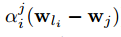 α_i^j(𝐰_{l_i} − 𝐰_j)